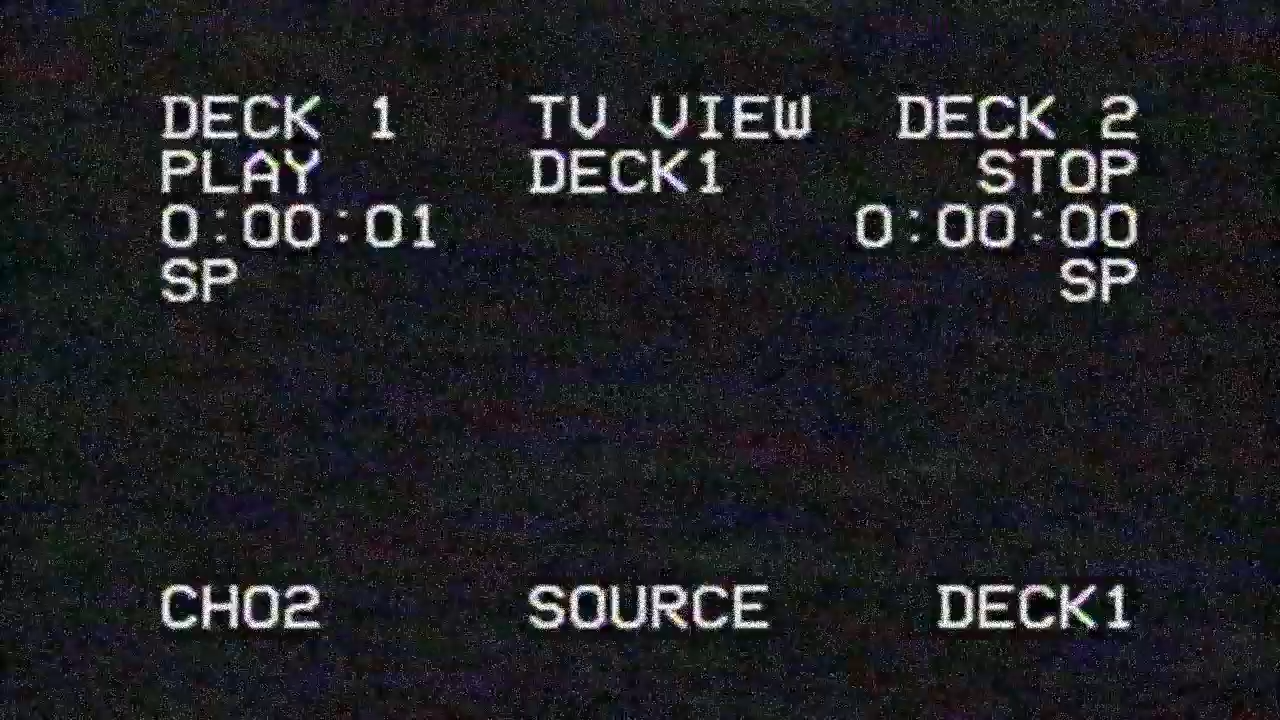 DECK 1 TV VIEW DECK 2
PLAY DECK1 STOP
0:00:01 0:00:00
SP SP
CH02 SOURCE DECK1